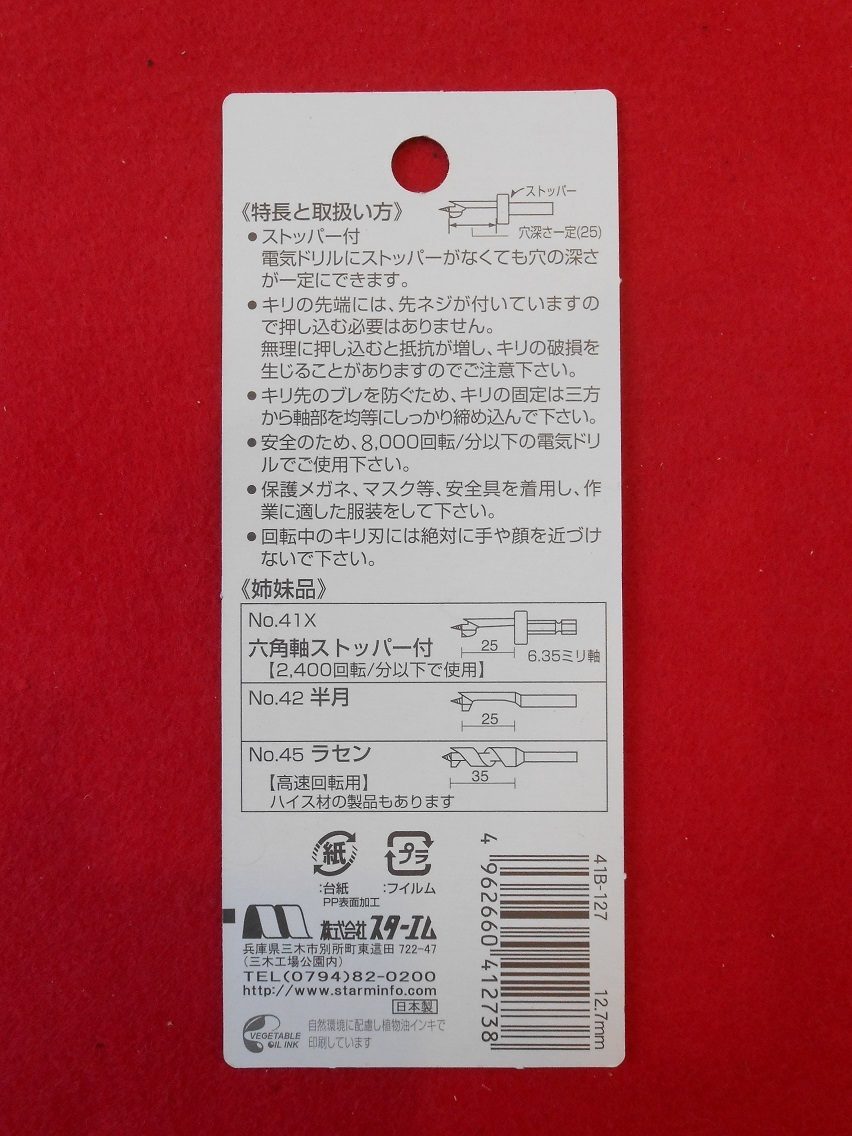 ストッパー
《特長と取扱い方》
穴深さ一定(25)
●ストッパー付
電気ドリルにストッパーがなくても穴の深さ
が一定にできます。
●キリの先端には、先ネジが付いていますの
で押し込む必要はありません。
無理に押し込むと抵抗が増し、キリの破損を
生じることがありますのでご注意下さい。
●キリ先のブレを防ぐため、キリの固定は三方
から軸部を均等にしっかり締め込んで下さい。
●安全のため、8,000回転/分以下の電気ドリ
ルでご使用下さい。
●保護メガネ、マスク等、安全具を着用し、作
業に適した服装をして下さい。
●回転中のキリ刃には絶対に手や顔を近づけ
ないで下さい。
《姉妹品》
No.41X
六角軸ストッパー付
25
6.35ミリ軸
【2,400回転/分以下で使用】
No.42 半月
25
No.45 ラセン
35
【高速回転用】
ハイス材の製品もあります
紙
プラ
:台紙
:フイルム
PP表面加工
株式会社スターエム
兵庫県三木市別所町東這田 722-47
(三木工場公園内)
TEL(0794)82-0200
http://www.starminfo.com
日本製
VEGETABLE
OIL INK
自然環境に配慮し植物油インキで
印刷しています
41B-127
12.7mm
4 962660 412738